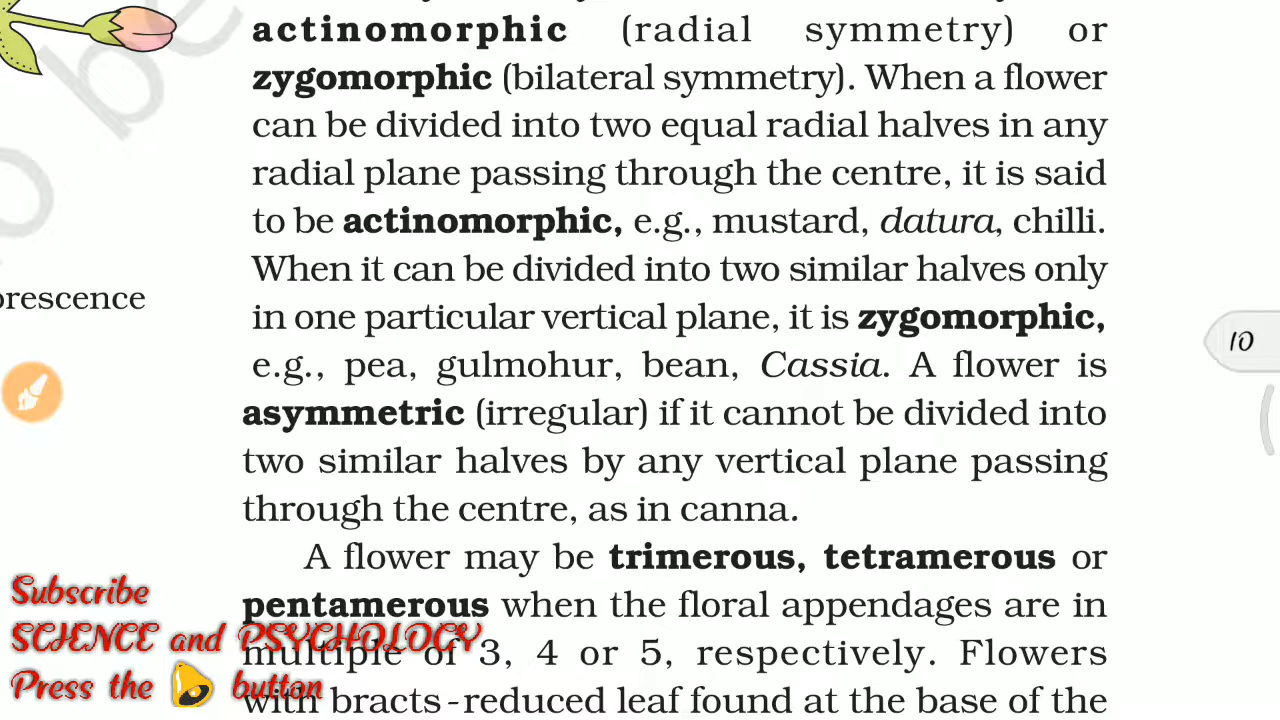 actinomorphic (radial symmetry) or
zygomorphic (bilateral symmetry). When a flower
can be divided into two equal radial halves in any
radial plane passing through the centre, it is said
to be actinomorphic, e.g., mustard, datura, chilli.
When it can be divided into two similar halves only
orescence
in one particular vertical plane, it is zygomorphic,
10
e.g., pea, gulmohur, bean, Cassia. A flower is
asymmetric (irregular) if it cannot be divided into
two similar halves by any vertical plane passing
through the centre, as in canna.
A flower may be trimerous, tetramerous or
pentamerous when the floral appendages are in
multiple of 3, 4 or 5, respectively. Flowers
with bracts-reduced leaf found at the base of the
Subscribe
SCIENCE and PSYCHOLOGY
Press the button
be